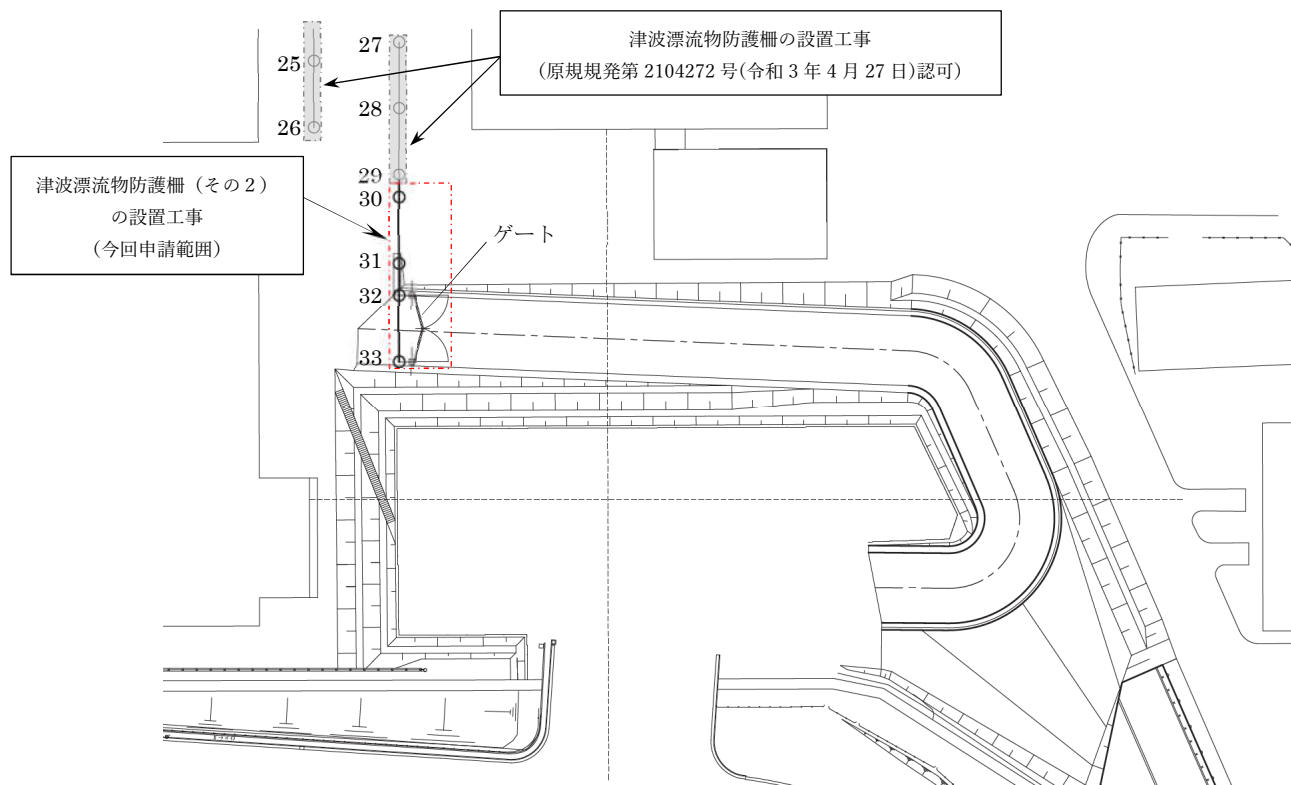 津波漂流物防護柵の設置工事
(原規規発第 2104272 号(令和 3 年 4 月 27 日)認可)
25
26
27
28
29
津波漂流物防護柵（その２）
の設置工事
(今回申請範囲)
30
31
32
33
ゲート